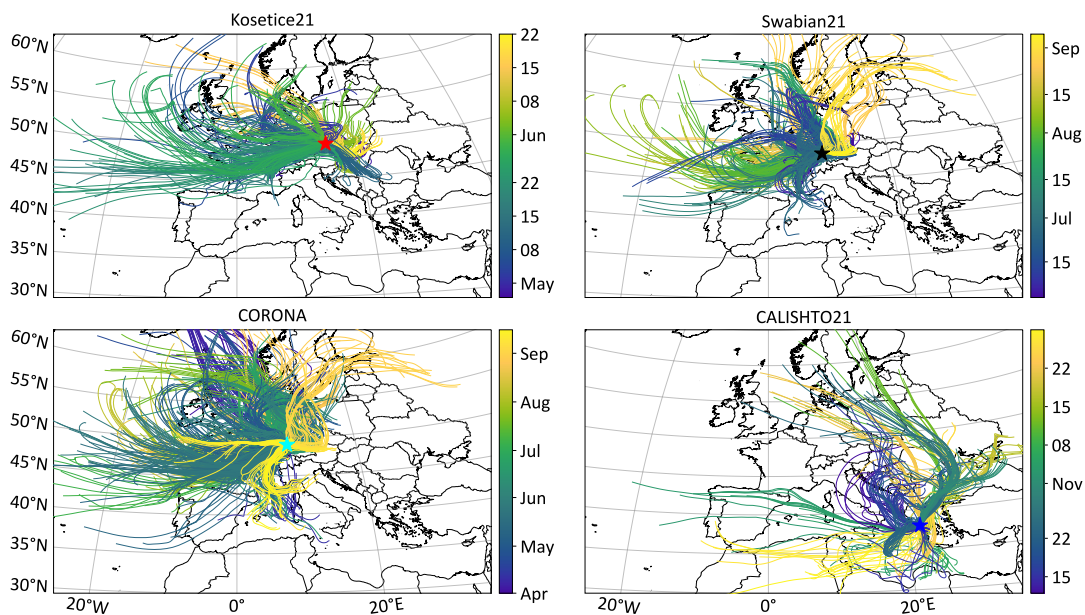 Kosetice21
60°N
55°N
50°N
45°N
40°N
35°N
30°N
22
15
08
Jun
22
15
08
May
Swabian21
Sep
15
Aug
15
Jul
15
CORONA
60°N
55°N
50°N
45°N
40°N
35°N
30°N
20°W
0°
20°E
Sep
Aug
Jul
Jun
May
Apr
CALISHTO21
20°W
0°
20°E
22
15
08
Nov
22
15